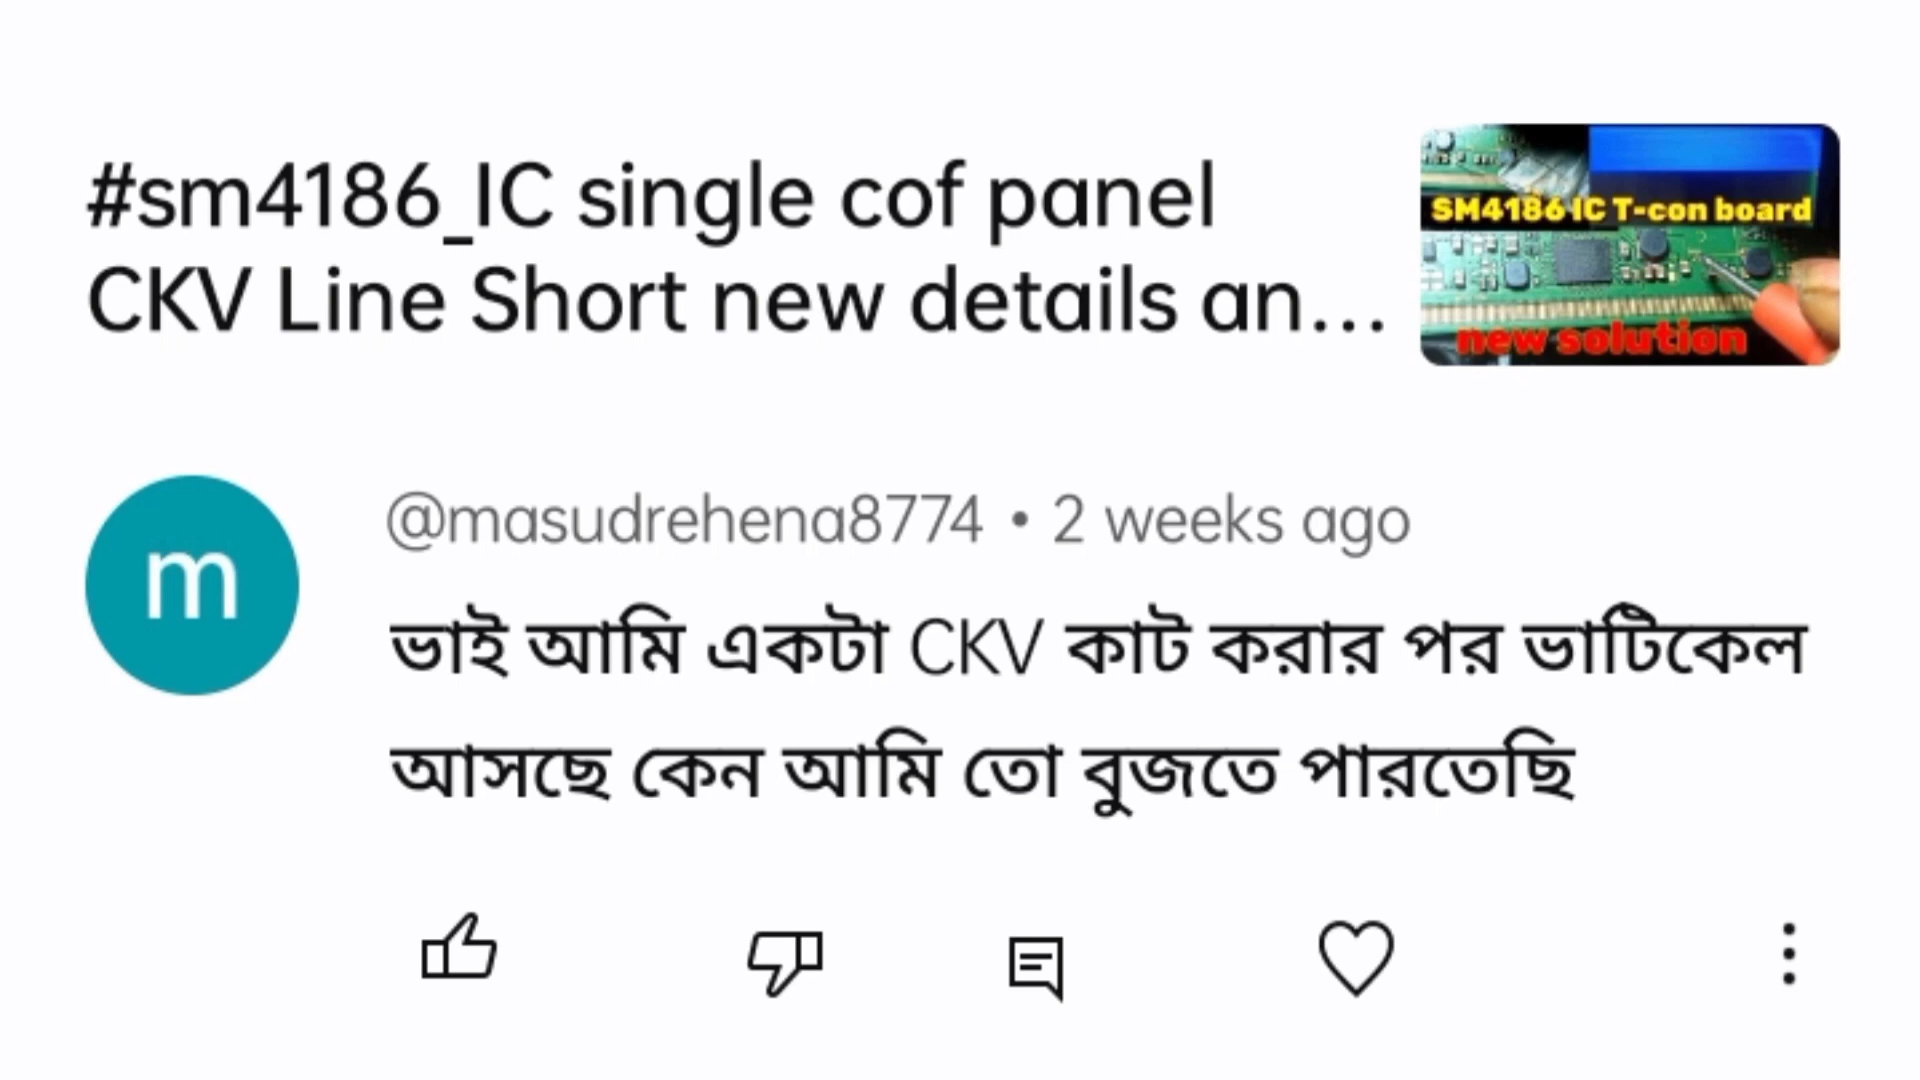 #sm4186_IC single cof panel
CKV Line Short new details an...
SM4186 IC T-con board
new solution
m
@masudrehena8774 • 2 weeks ago
ভাই আমি একটা CKV কাট করার পর ভার্টিকেল
আসছে কেন আমি তো বুজতে পারতেছি